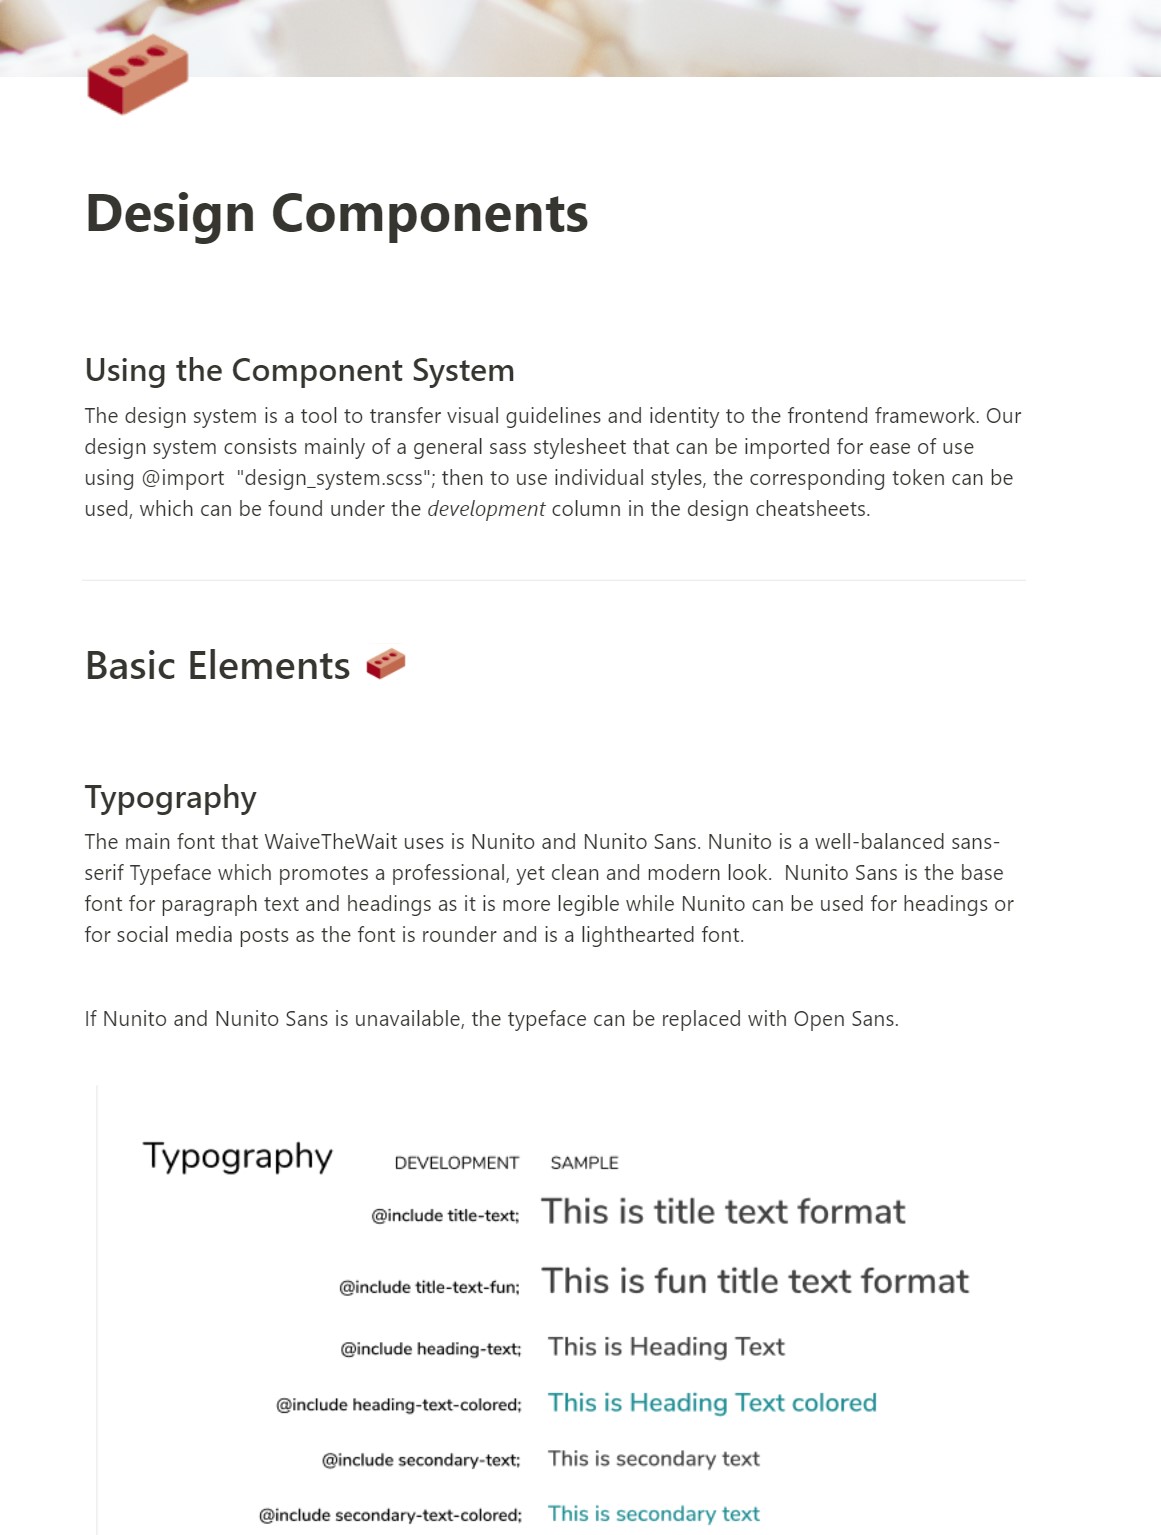 Design Components
Using the Component System
The design system is a tool to transfer visual guidelines and identity to the frontend framework. Our
design system consists mainly of a general sass stylesheet that can be imported for ease of use
using @import  "design_system.scss"; then to use individual styles, the corresponding token can be
used, which can be found under the development column in the design cheatsheets.
Basic Elements
Typography
The main font that WaiveTheWait uses is Nunito and Nunito Sans. Nunito is a well-balanced sans-
serif Typeface which promotes a professional, yet clean and modern look.  Nunito Sans is the base
font for paragraph text and headings as it is more legible while Nunito can be used for headings or
for social media posts as the font is rounder and is a lighthearted font.
If Nunito and Nunito Sans is unavailable, the typeface can be replaced with Open Sans.
Typography DEVELOPMENT SAMPLE
@include title-text; This is title text format
@include title-text-fun; This is fun title text format
@include heading-text; This is Heading Text
@include heading-text-colored; This is Heading Text colored
@include secondary-text; This is secondary text
@include secondary-text-colored; This is secondary text